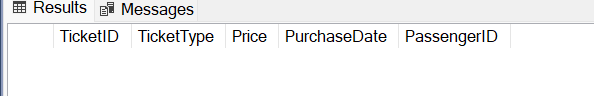 Results Messages
TicketID TicketType Price PurchaseDate PassengerID